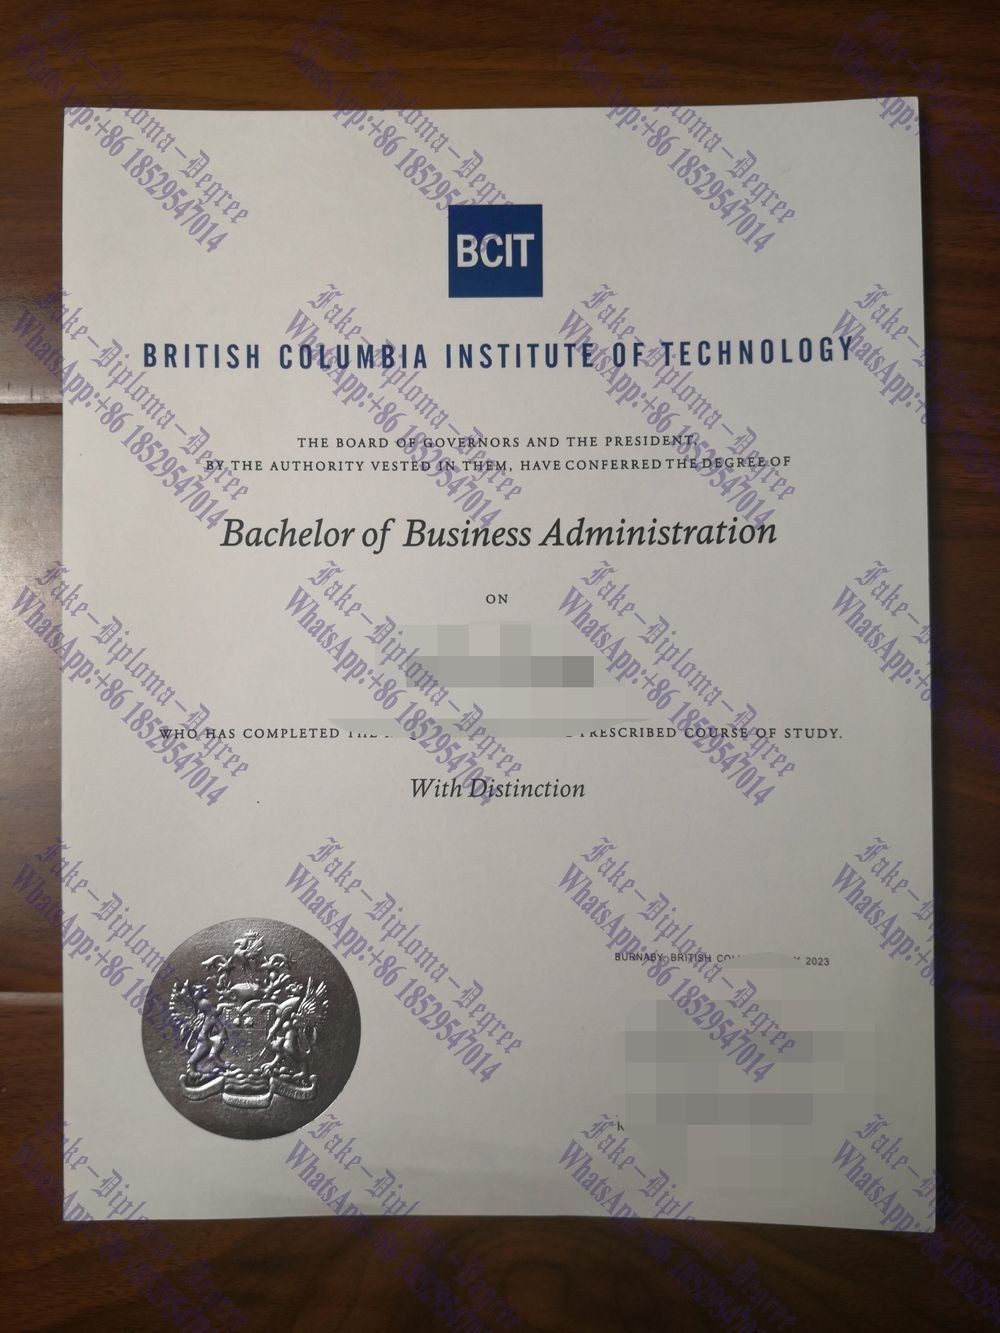 Fake-Diploma-Degree
WhatsApp:+86 18529547014
BCIT
BRITISH COLUMBIA INSTITUTE OF TECHNOLOGY
THE BOARD OF GOVERNORS AND THE PRESIDENT,
BY THE AUTHORITY VESTED IN THEM, HAVE CONFERRED THE DEGREE OF
Bachelor of Business Administration
ON
WHO HAS COMPLETED THE PRESCRIBED COURSE OF STUDY.
With Distinction
BURNABY, BRITISH 2023